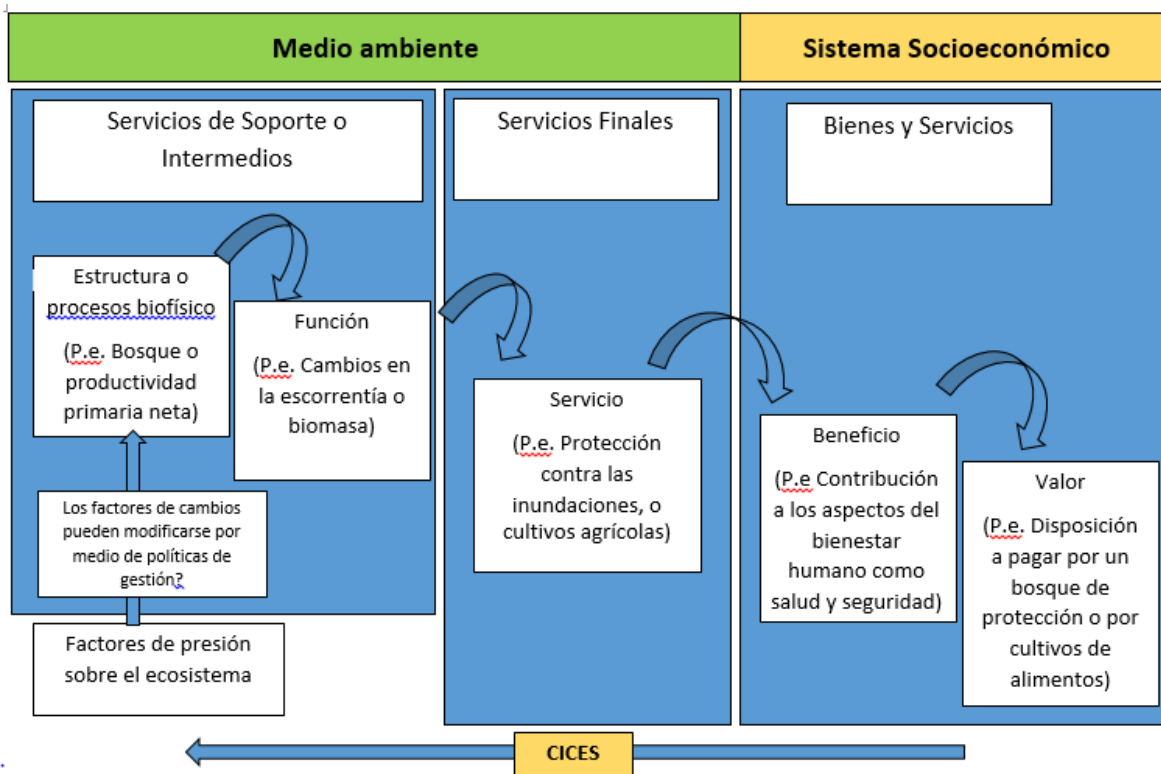 Medio ambiente
Sistema Socioeconómico
Servicios de Soporte o
Intermedios
Servicios Finales
Bienes y Servicios
Estructura o
procesos biofísico
(P.e. Bosque o
productividad
primaria neta)
Función
(P.e. Cambios en
la escorrentía o
biomasa)
Servicio
(P.e. Protección
contra las
inundaciones, o
cultivos agrícolas)
Beneficio
(P.e Contribución
a los aspectos del
bienestar
humano como
salud y seguridad)
Valor
(P.e. Disposición
a pagar por un
bosque de
protección o por
cultivos de
alimentos)
Los factores de cambios
pueden modificarse por
medio de políticas de
gestión?
Factores de presión
sobre el ecosistema
CICES